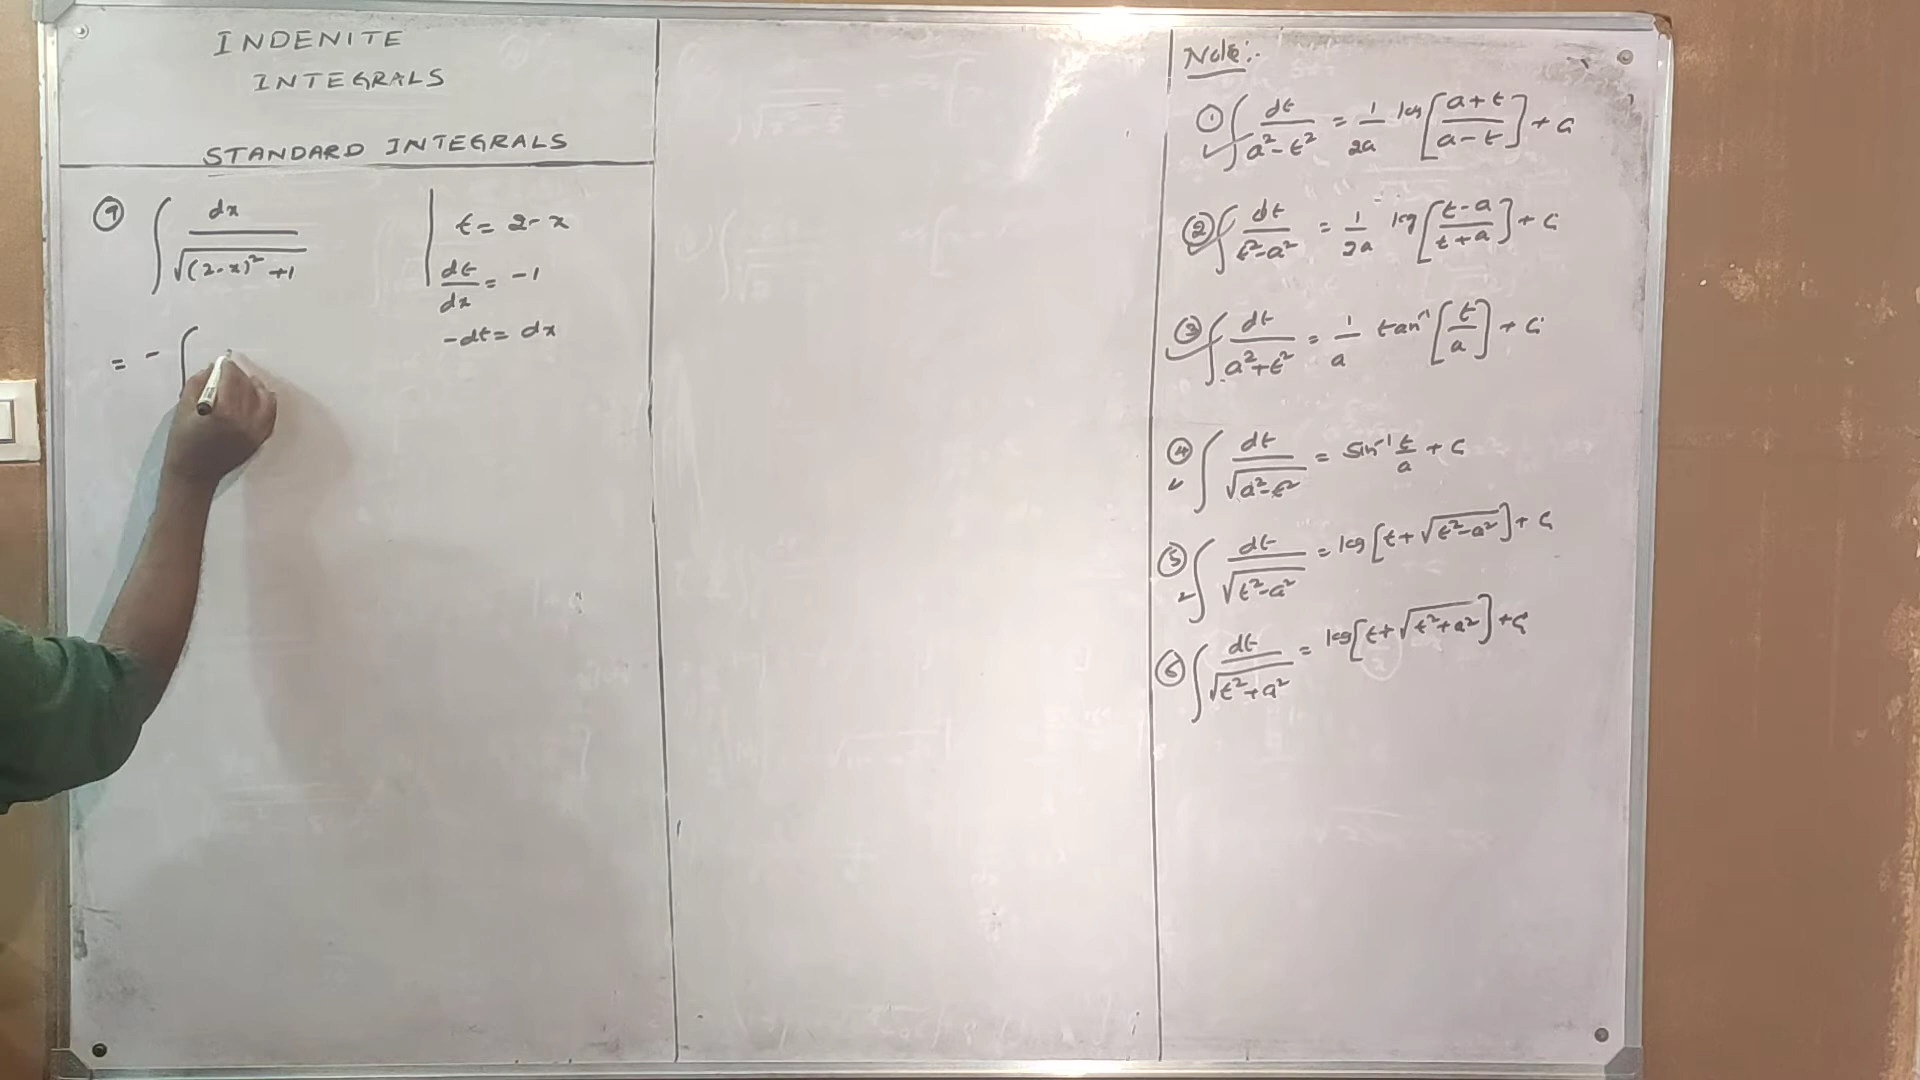 INDENITE
INTEGRALS
STANDARD INTEGRALS
⑨ ∫ dx / √((2-x)² + 1)
t = 2 - x
dt/dx = -1
-dt = dx
= - ∫
Note:-
① ∫ dt / (a² - t²) = 1/2a log[(a + t)/(a - t)] + C
② ∫ dt / (t² - a²) = 1/2a log[(t - a)/(t + a)] + C
③ ∫ dt / (a² + t²) = 1/a tan⁻¹[t/a] + C
④ ∫ dt / √(a² - t²) = sin⁻¹ t/a + C
⑤ ∫ dt / √(t² - a²) = log[t + √(t² - a²)] + C
⑥ ∫ dt / √(t² + a²) = log[t + √(t² + a²)] + C